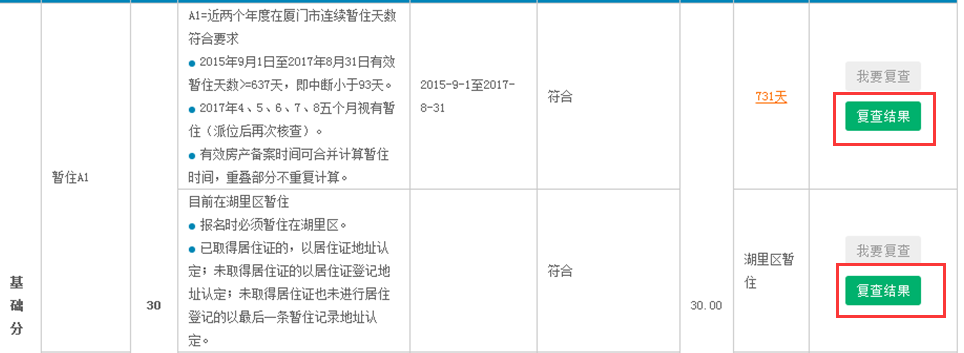 A1=近两个年度在厦门市连续暂住天数
符合要求
● 2015年9月1日至2017年8月31日有效
暂住天数>=637天，即中断小于93天。
● 2017年4、5、6、7、8五个月视有暂
住（派位后再次核查）。
● 有效房产备案时间可合并计算暂住
时间，重叠部分不重复计算。
2015-9-1至2017-
8-31
符合
731天
我要复查
复查结果
暂住A1
目前在湖里区暂住
● 报名时必须暂住在湖里区。
● 已取得居住证的，以居住证地址认
定；未取得居住证的以居住证登记地
址认定；未取得居住证也未进行居住
登记的以最后一条暂住记录地址认
定。
符合
湖里区暂
住
我要复查
复查结果
基
础
分
30
30.00